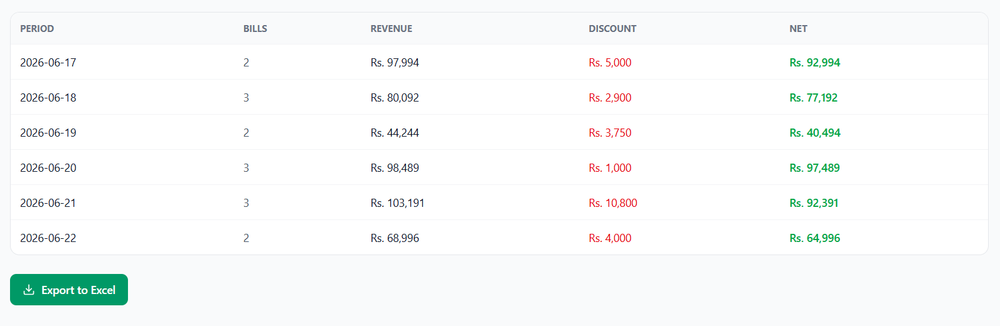 PERIOD BILLS REVENUE DISCOUNT NET
2026-06-17 2 Rs. 97,994 Rs. 5,000 Rs. 92,994
2026-06-18 3 Rs. 80,092 Rs. 2,900 Rs. 77,192
2026-06-19 2 Rs. 44,244 Rs. 3,750 Rs. 40,494
2026-06-20 3 Rs. 98,489 Rs. 1,000 Rs. 97,489
2026-06-21 3 Rs. 103,191 Rs. 10,800 Rs. 92,391
2026-06-22 2 Rs. 68,996 Rs. 4,000 Rs. 64,996
Export to Excel